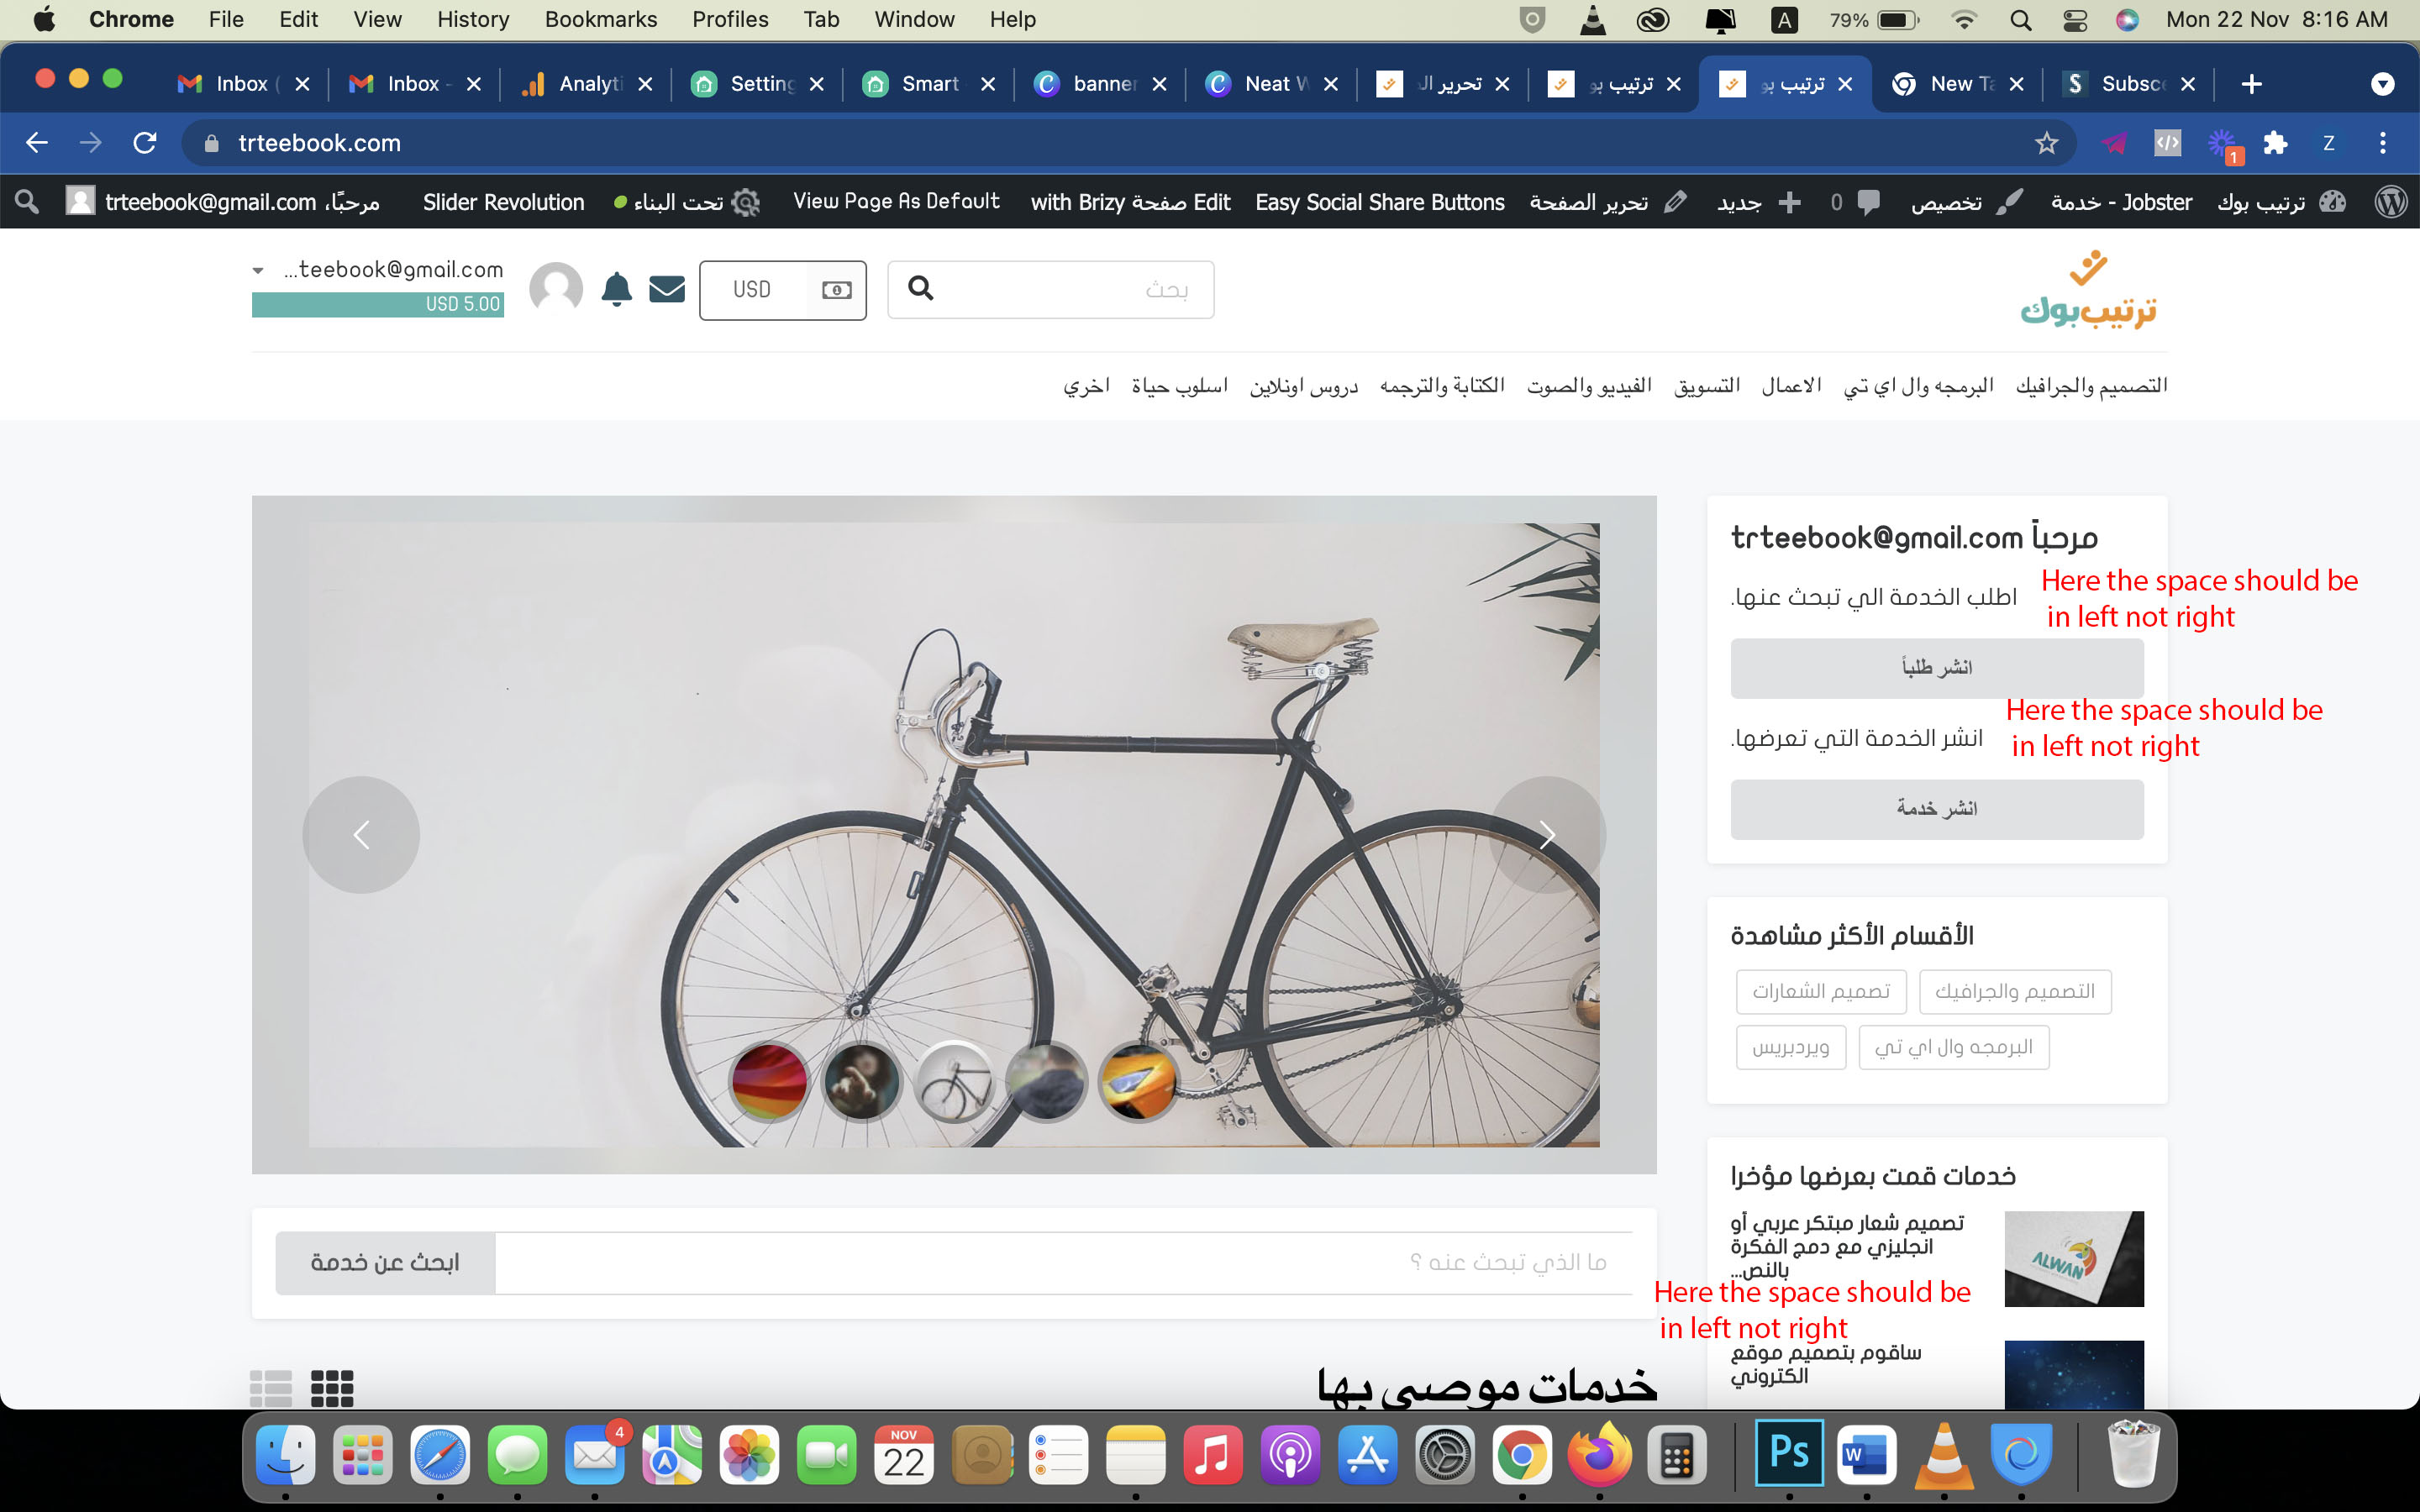 Chrome File Edit View History Bookmarks Profiles Tab Window Help A 79% Mon 22 Nov 8:16 AM
Inbox ( Inbox - Analyti Setting Smart banner Neat W تحرير ال ترتيب بو ترتيب بو New Ta Subsc
trteebook.com Z 1
مرحبًا، trteebook@gmail.com Slider Revolution تحت البناء View Page As Default Edit صفحة with Brizy Easy Social Share Buttons تحرير الصفحة جديد 0 تخصيص Jobster - خدمة ترتيب بوك
...teebook@gmail.com
USD 5.00
USD
بحث
ترتيب بوك
التصميم والجرافيك البرمجه وال اي تي الاعمال التسويق الفيديو والصوت الكتابة والترجمه دروس اونلاين اسلوب حياة اخري
مرحباً trteebook@gmail.com
اطلب الخدمة الي تبحث عنها.
Here the space should be
in left not right
انشر طلباً
انشر الخدمة التي تعرضها.
Here the space should be
in left not right
انشر خدمة
الأقسام الأكثر مشاهدة
التصميم والجرافيك تصميم الشعارات
البرمجه وال اي تي ويردبريس
خدمات قمت بعرضها مؤخرا
تصميم شعار مبتكر عربي أو
انجليزي مع دمج الفكرة
بالنص...
ALWAN
Here the space should be
in left not right
ساقوم بتصميم موقع
الكتروني
ما الذي تبحث عنه ؟
ابحث عن خدمة
خدمات موصى بها
4
NOV
22
Ps
W